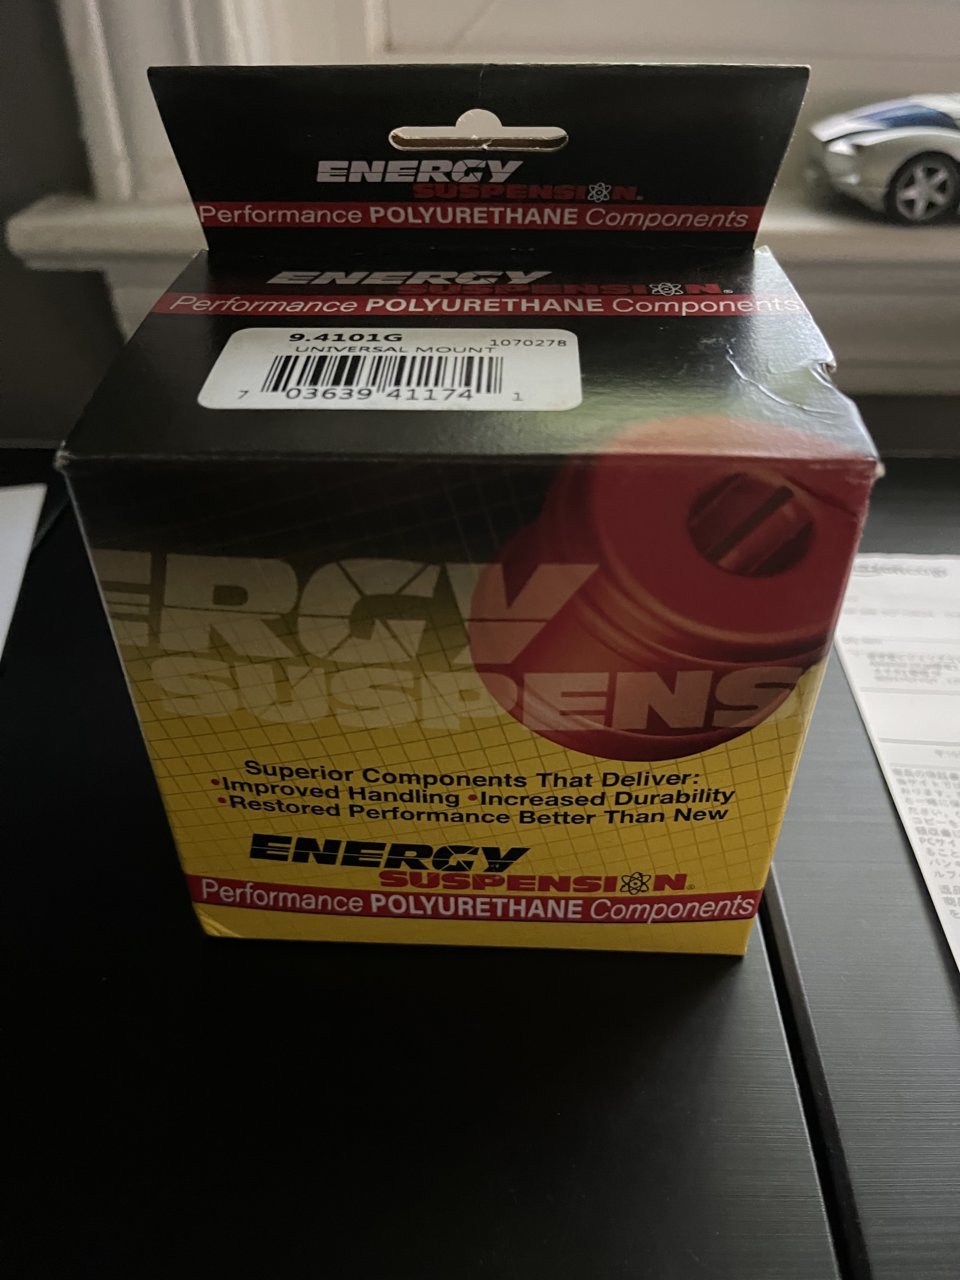 ENERGY
SUSPENSION.
Performance POLYURETHANE Components
ENERGY
SUSPENSION®
Performance POLYURETHANE Components
9.4101G
1070278
UNIVERSAL MOUNT
7 03639 41174 1
ERGY
SUSPENS
Superior Components That Deliver:
•Improved Handling •Increased Durability
•Restored Performance Better Than New
ENERGY
SUSPENSION®
Performance POLYURETHANE Components